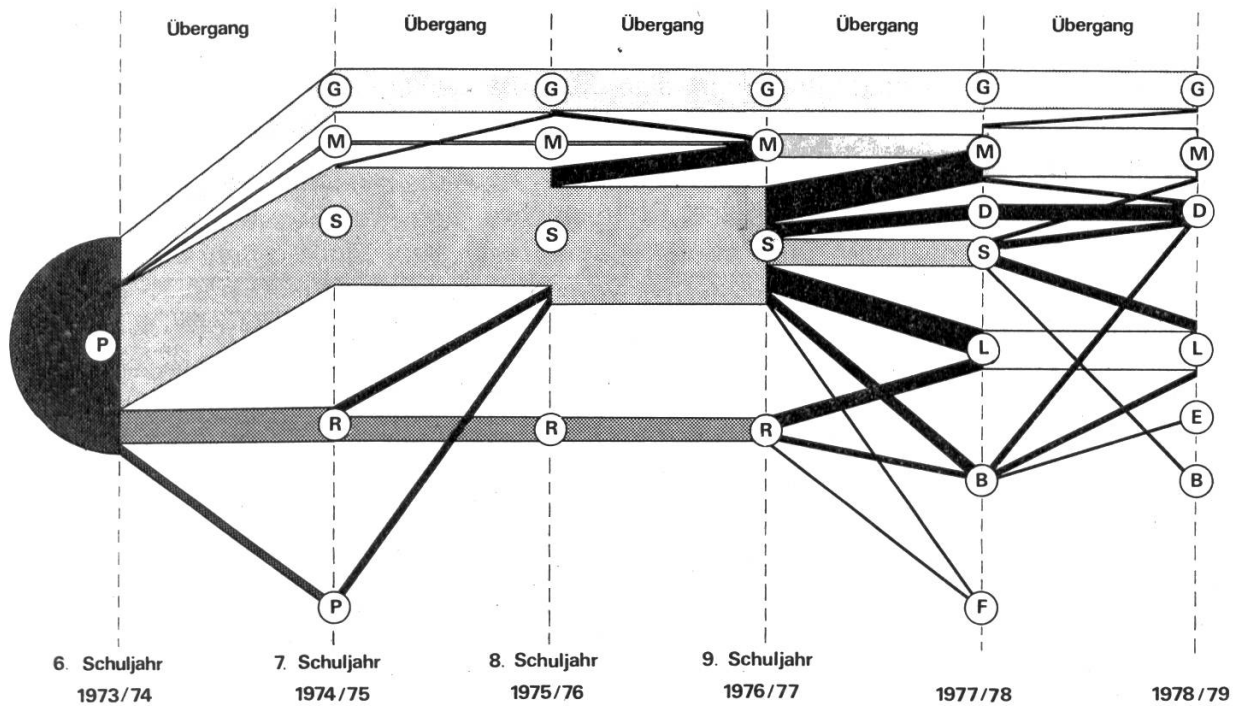 Übergang Übergang Übergang Übergang Übergang
G G G G G
M M M M M
S S S D D
P S
L L
R R R E
B B
P F
6. Schuljahr 7. Schuljahr 8. Schuljahr 9. Schuljahr
1973/74 1974/75 1975/76 1976/77 1977/78 1978/79